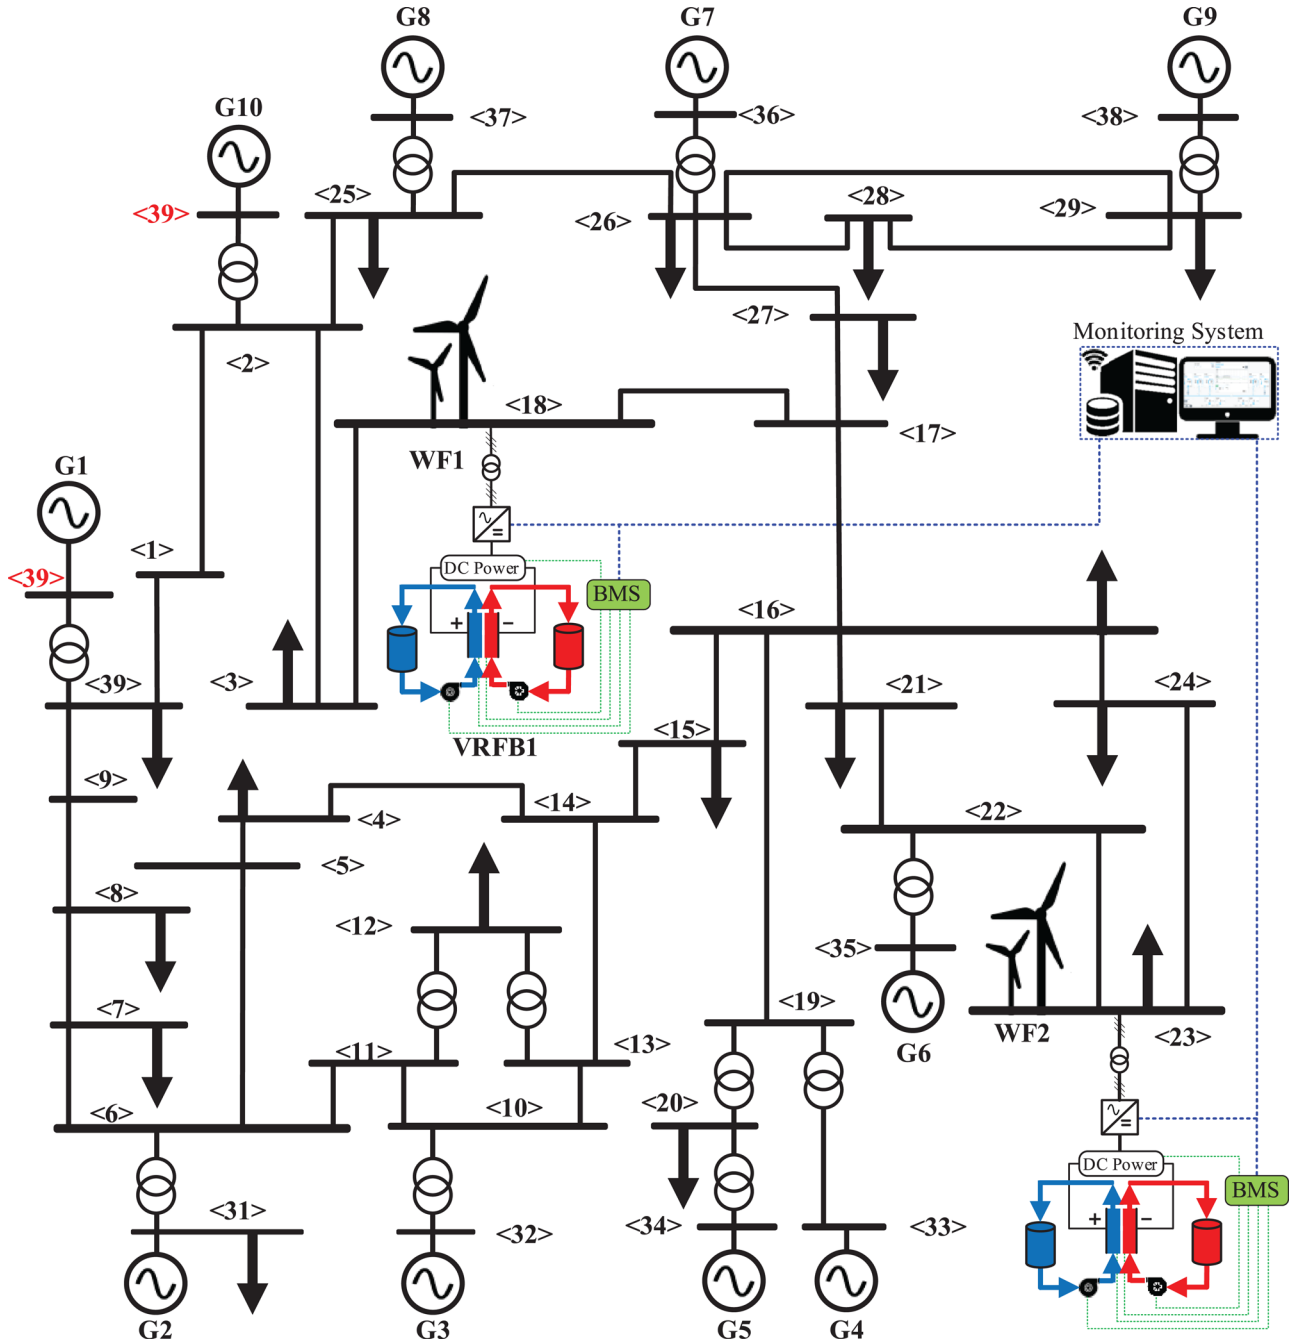 G8
G7
G9
G10
<37>
<36>
<38>
<39>
<25>
<26>
<28>
<29>
<27>
<2>
Monitoring System
<18>
<17>
WF1
G1
<1>
<39>
DC Power
BMS
+
−
<16>
<39>
<3>
<21>
<24>
<15>
VRFB1
<9>
<4>
<14>
<22>
<5>
<8>
<12>
<35>
<7>
<19>
WF2
<23>
G6
<11>
<13>
<6>
<10>
<20>
DC Power
BMS
+
−
<31>
<32>
<34>
<33>
G2
G3
G5
G4